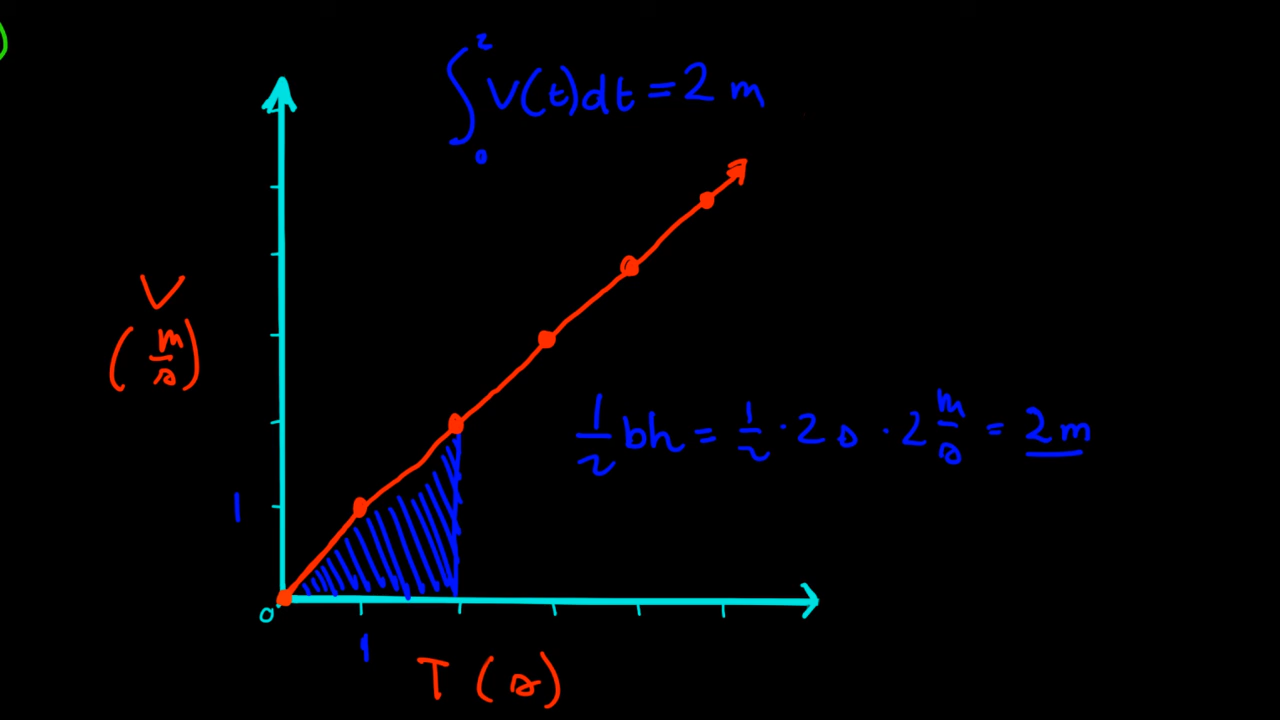 )
∫₀² V(t)dt = 2 m
V
(m/s)
1/2 bh = 1/2 · 2 s · 2 m/s = 2 m
1
0
1
T (s)